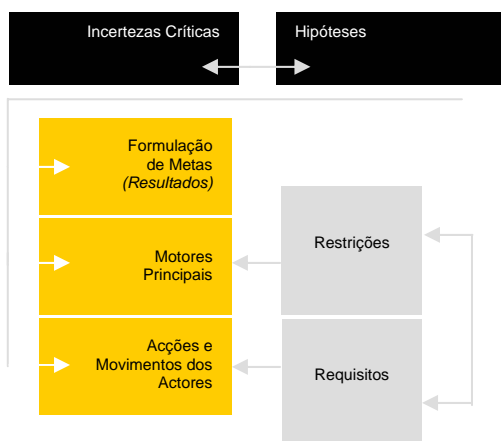 Incertezas Críticas
Hipóteses
Formulação
de Metas
(Resultados)
Motores
Principais
Restrições
Acções e
Movimentos dos
Actores
Requisitos